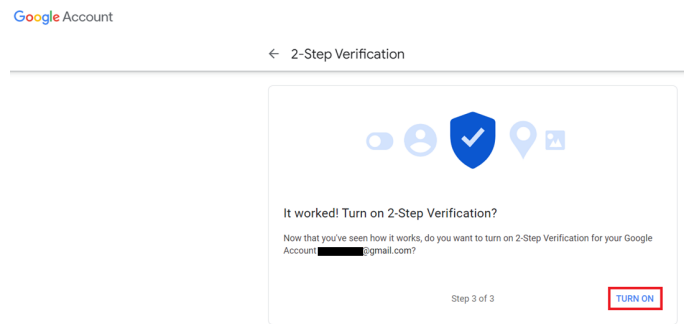 Google Account
2-Step Verification
It worked! Turn on 2-Step Verification?
Now that you've seen how it works, do you want to turn on 2-Step Verification for your Google
Account @gmail.com?
Step 3 of 3
TURN ON